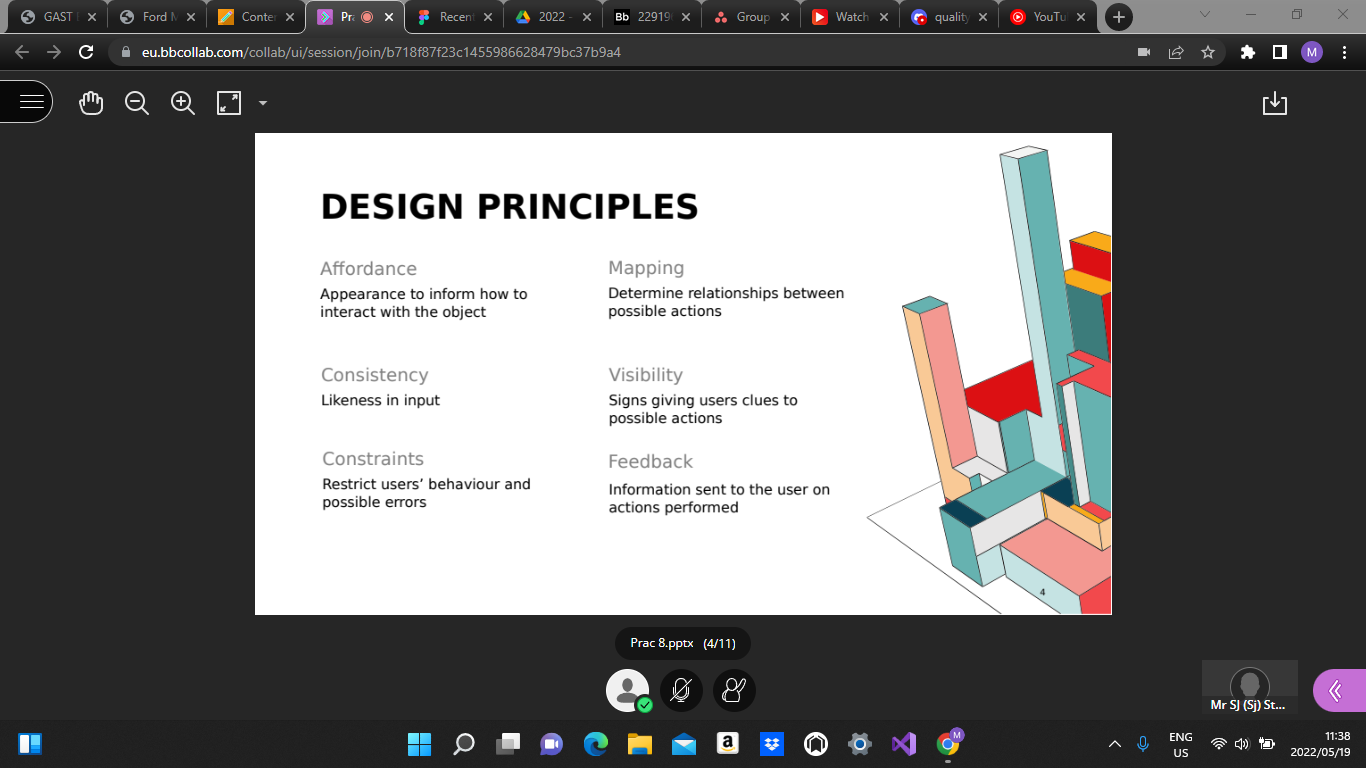 GAST
Ford M
Conter
Pra
Recent
2022 -
Bb 22919
Group
Watch
quality
YouTu
eu.bbcollab.com/collab/ui/session/join/b718f87f23c1455986628479bc37b9a4
M
DESIGN PRINCIPLES
Affordance
Appearance to inform how to
interact with the object
Mapping
Determine relationships between
possible actions
Consistency
Likeness in input
Visibility
Signs giving users clues to
possible actions
Constraints
Restrict users’ behaviour and
possible errors
Feedback
Information sent to the user on
actions performed
4
Prac 8.pptx (4/11)
Mr SJ (Sj) St...
a
M
ENG
US
11:38
2022/05/19